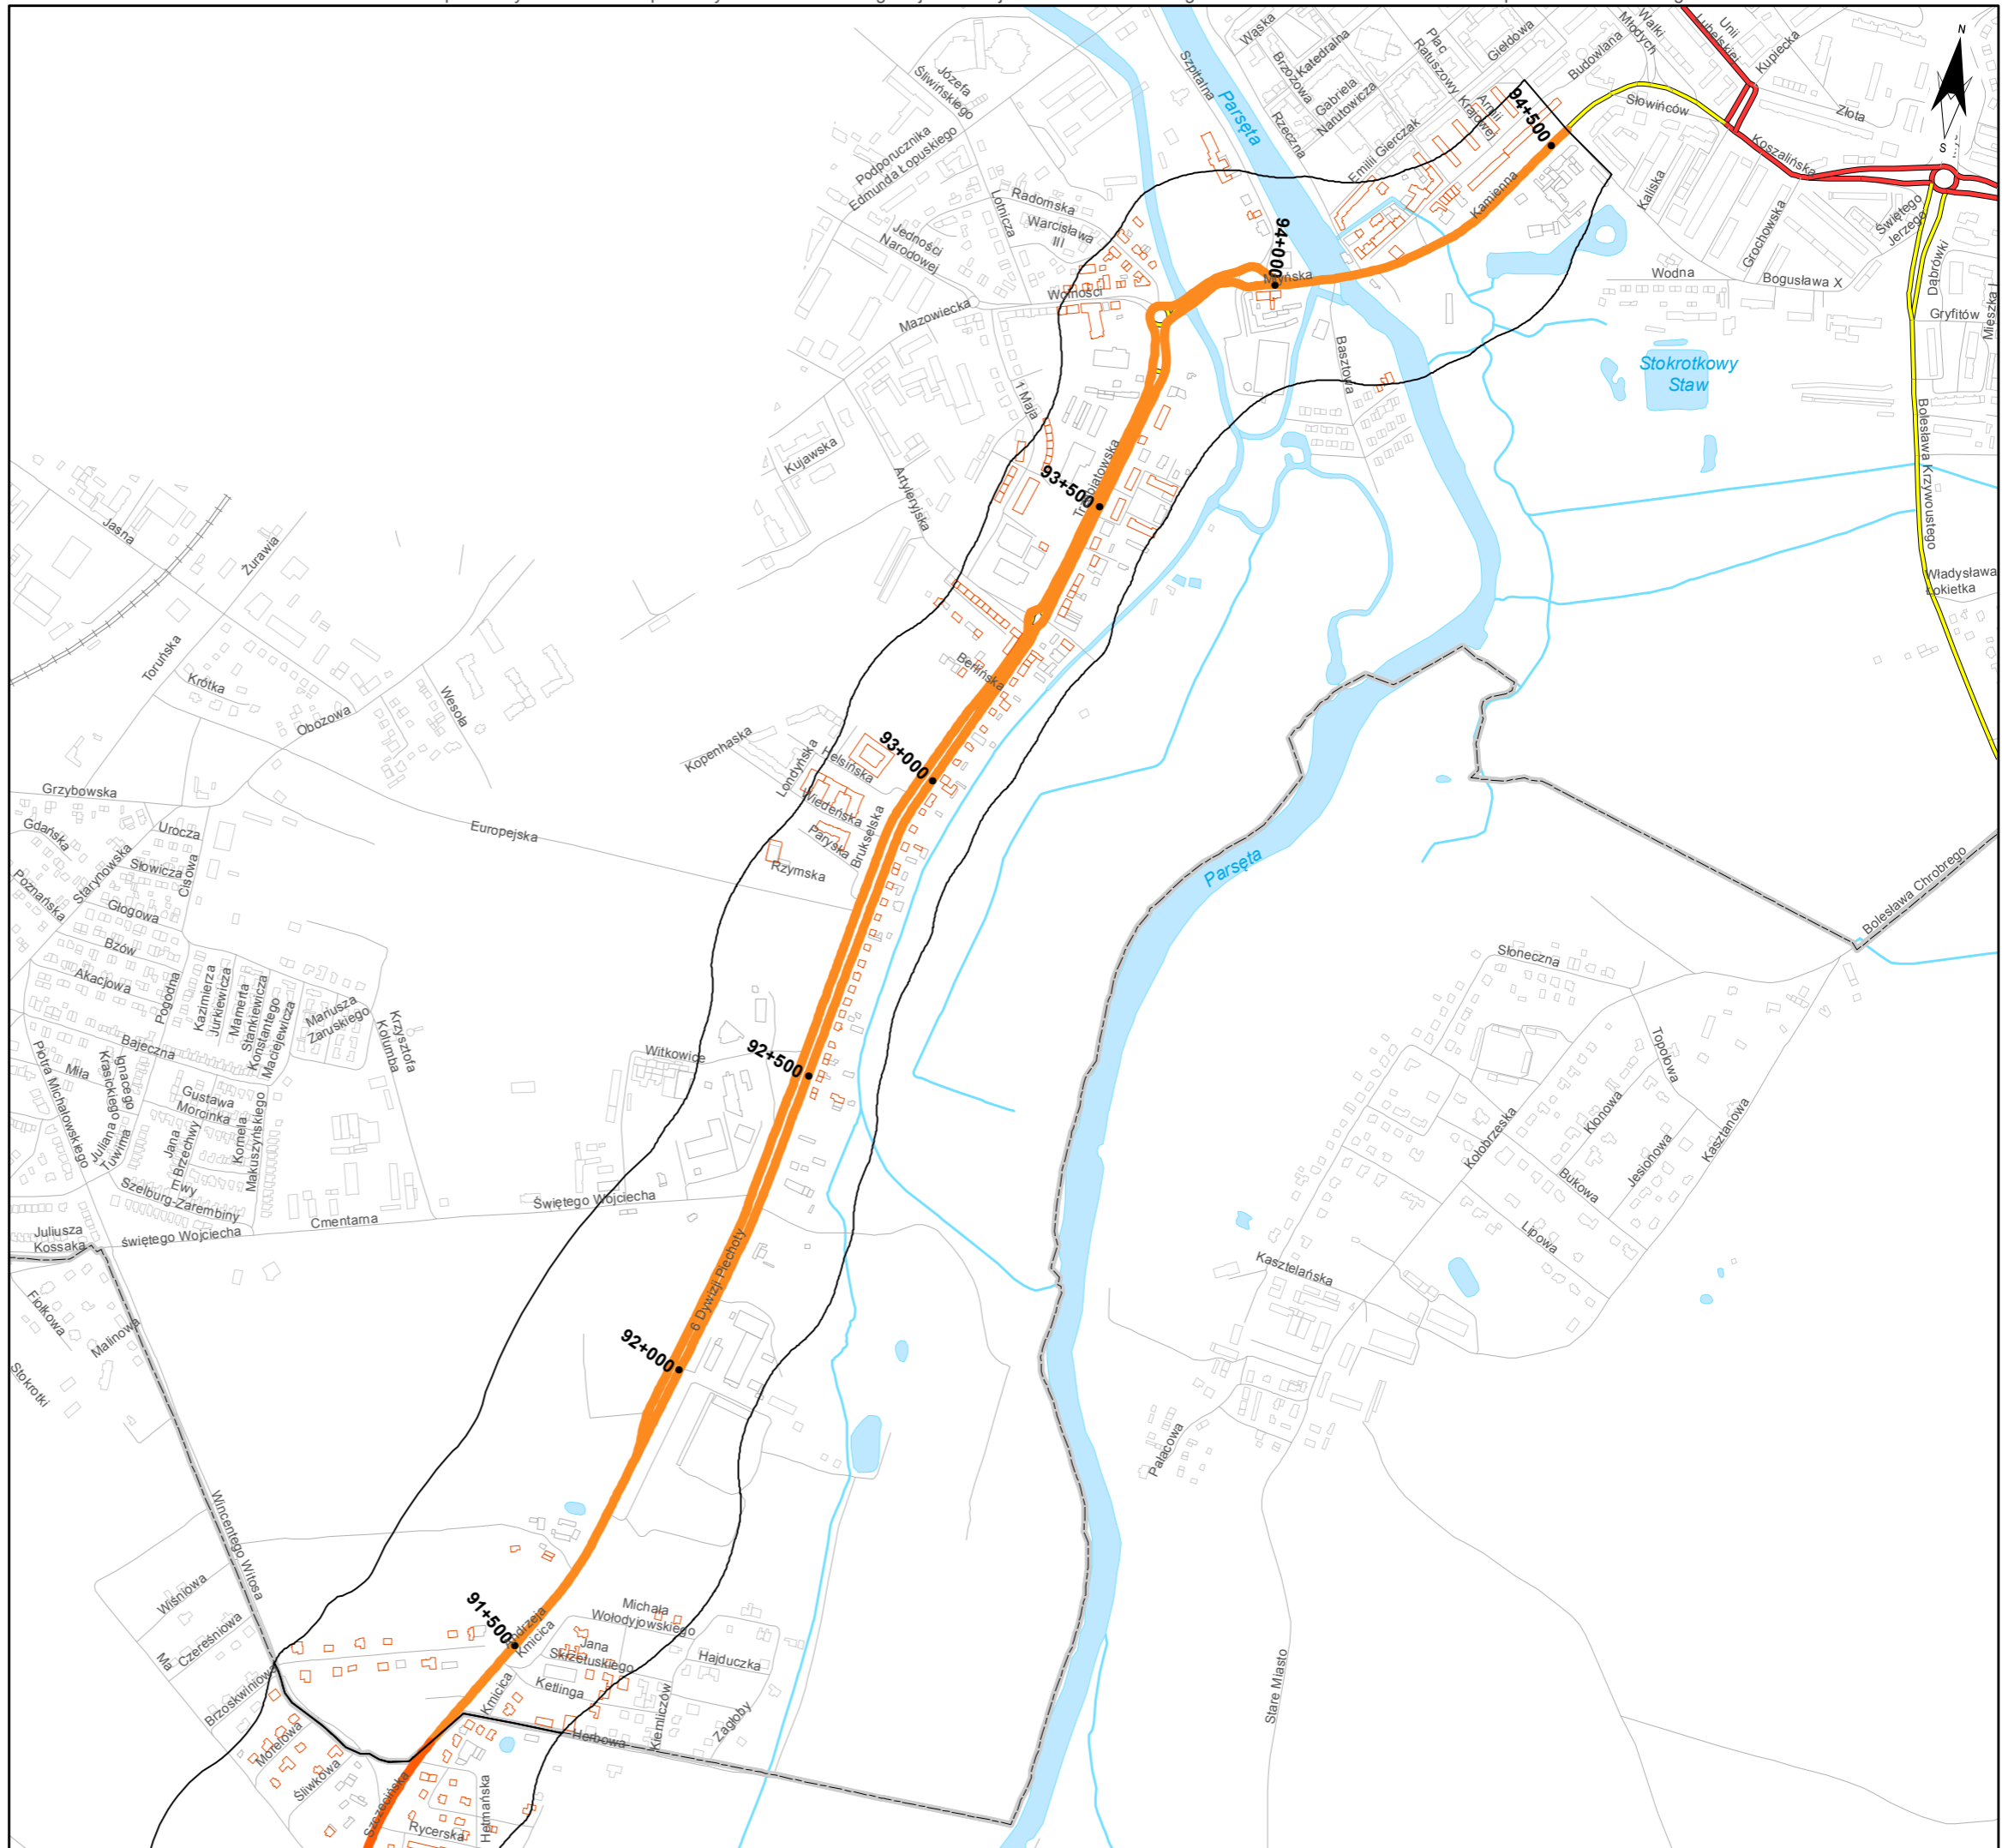 Wąska
Katedralna
Brzozowa
Gabriela
Narutowicza
Rzeczna
Szpitalna
Parsęta
Plac
Ratuszowy
Giełdowa
Armii
Krajowej
Emilii Gierczak
Walki
Młodych
Budowlana
Unii
Lubelskiej
Kupiecka
Złota
N
S
Słowińców
Koszalińska
94+500
Kamienna
Kaliska
Grochowska
Świętego
Jerzego
Dąbrówki
Wodna
Bogusława X
Gryfitów
Mieszka I
Józefa
Śliwińskiego
Podporucznika
Edmunda Łopuskiego
Radomska
Lotnicza
Warcisława
III
Jedności
Narodowej
Mazowiecka
Wolności
94+000
Młyńska
Basztowa
Stokrotkowy
Staw
Bolesława Krzywoustego
Władysława
Łokietka
1 Maja
Kujawska
Artyleryjska
93+500
Berlińska
Jasna
Żurawia
Toruńska
Krótka
Obozowa
Wesoła
Kopenhaska
Londyńska
Helsińska
93+000
Wiedeńska
Paryska
Brukselska
Rzymska
Europejska
Grzybowska
Gdańska
Urocza
Starynowska
Słowicza
Cisowa
Poznańska
Głogowa
Bzów
Akacjowa
Pogodna
Kazimierza
Jurkiewicza
Mamerta
Stankiewicza
Konstantego
Maciejewicza
Mariusza
Zaruskiego
Krzysztofa
Kolumba
Bajeczna
Miła
Piotra Michałowskiego
Ignacego
Krasickiego
Juliana
Tuwima
Gustawa
Morcinka
Jana
Brzechwy
Kornela
Makuszyńskiego
Ewy
Szelburg-Zarembiny
Juliusza
Kossaka
świętego Wojciecha
Cmentarna
Świętego Wojciecha
Witkowice
92+500
Parsęta
Bolesława Chrobrego
Słoneczna
Topolowa
Klonowa
Kasztanowa
Kołobrzeska
Jesionowa
Bukowa
Lipowa
Kasztelańska
6 Dywizji Piechoty
92+000
Fiołkowa
Malinowa
Stokrotki
Pałacowa
Wincentego Witosa
Wiśniowa
Czereśniowa
Ma
Brzoskwiniowa
Morelowa
Śliwkowa
91+500
Andrzeja
Kmicica
Michała
Wołodyjowskiego
Jana
Skrzetuskiego
Hajduczka
Ketlinga
Kmicica
Kiemliczów
Zagłoby
Herbowa
Stare Miasto
Szczecińska
Hetmańska
Rycerska